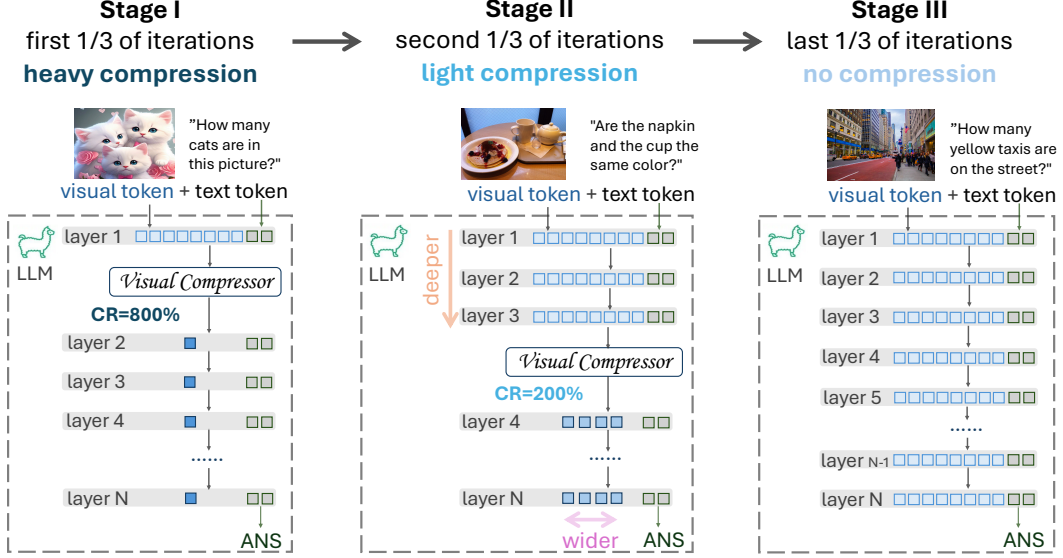 Stage I
first 1/3 of iterations
heavy compression
”How many
cats are in
this picture?"
visual token + text token
LLM
layer 1
Visual Compressor
CR=800%
layer 2
layer 3
layer 4
......
layer N
ANS
Stage II
second 1/3 of iterations
light compression
"Are the napkin
and the cup the
same color?"
visual token + text token
LLM
deeper
layer 1
layer 2
layer 3
Visual Compressor
CR=200%
layer 4
......
layer N
wider
ANS
Stage III
last 1/3 of iterations
no compression
”How many
yellow taxis are
on the street?"
visual token + text token
LLM
layer 1
layer 2
layer 3
layer 4
layer 5
......
layer N-1
layer N
ANS